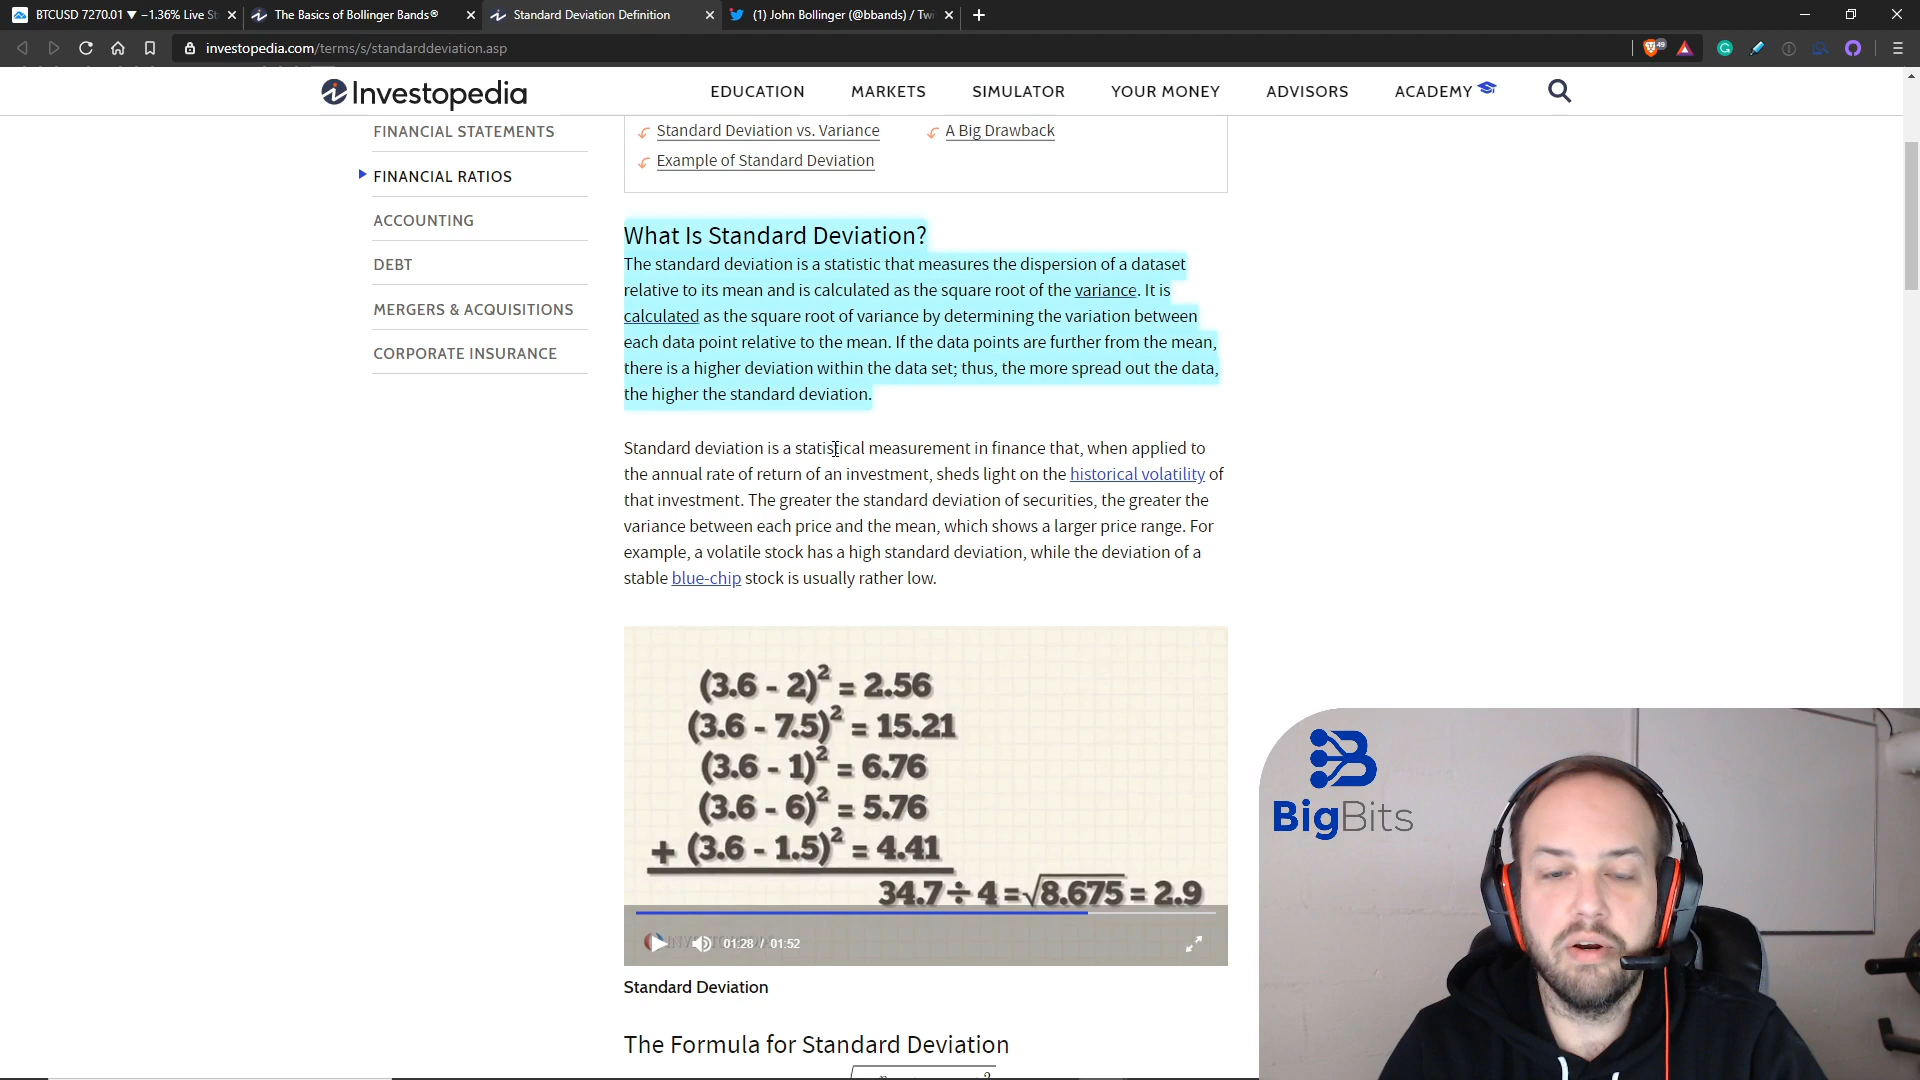 BTCUSD 7270.01 ▼ −1.36% Live St
The Basics of Bollinger Bands®
Standard Deviation Definition
(1) John Bollinger (@bbands) / Twi
investopedia.com/terms/s/standarddeviation.asp
49
Investopedia
EDUCATION
MARKETS
SIMULATOR
YOUR MONEY
ADVISORS
ACADEMY
FINANCIAL STATEMENTS
FINANCIAL RATIOS
ACCOUNTING
DEBT
MERGERS & ACQUISITIONS
CORPORATE INSURANCE
Standard Deviation vs. Variance
A Big Drawback
Example of Standard Deviation
What Is Standard Deviation?
The standard deviation is a statistic that measures the dispersion of a dataset
relative to its mean and is calculated as the square root of the variance. It is
calculated as the square root of variance by determining the variation between
each data point relative to the mean. If the data points are further from the mean,
there is a higher deviation within the data set; thus, the more spread out the data,
the higher the standard deviation.
Standard deviation is a statistical measurement in finance that, when applied to
the annual rate of return of an investment, sheds light on the historical volatility of
that investment. The greater the standard deviation of securities, the greater the
variance between each price and the mean, which shows a larger price range. For
example, a volatile stock has a high standard deviation, while the deviation of a
stable blue-chip stock is usually rather low.
(3.6 - 2)² = 2.56
(3.6 - 7.5)² = 15.21
(3.6 - 1)² = 6.76
(3.6 - 6)² = 5.76
+ (3.6 - 1.5)² = 4.41
34.7 ÷ 4 = √8.675 = 2.9
01:28 / 01:52
Standard Deviation
The Formula for Standard Deviation
BigBits